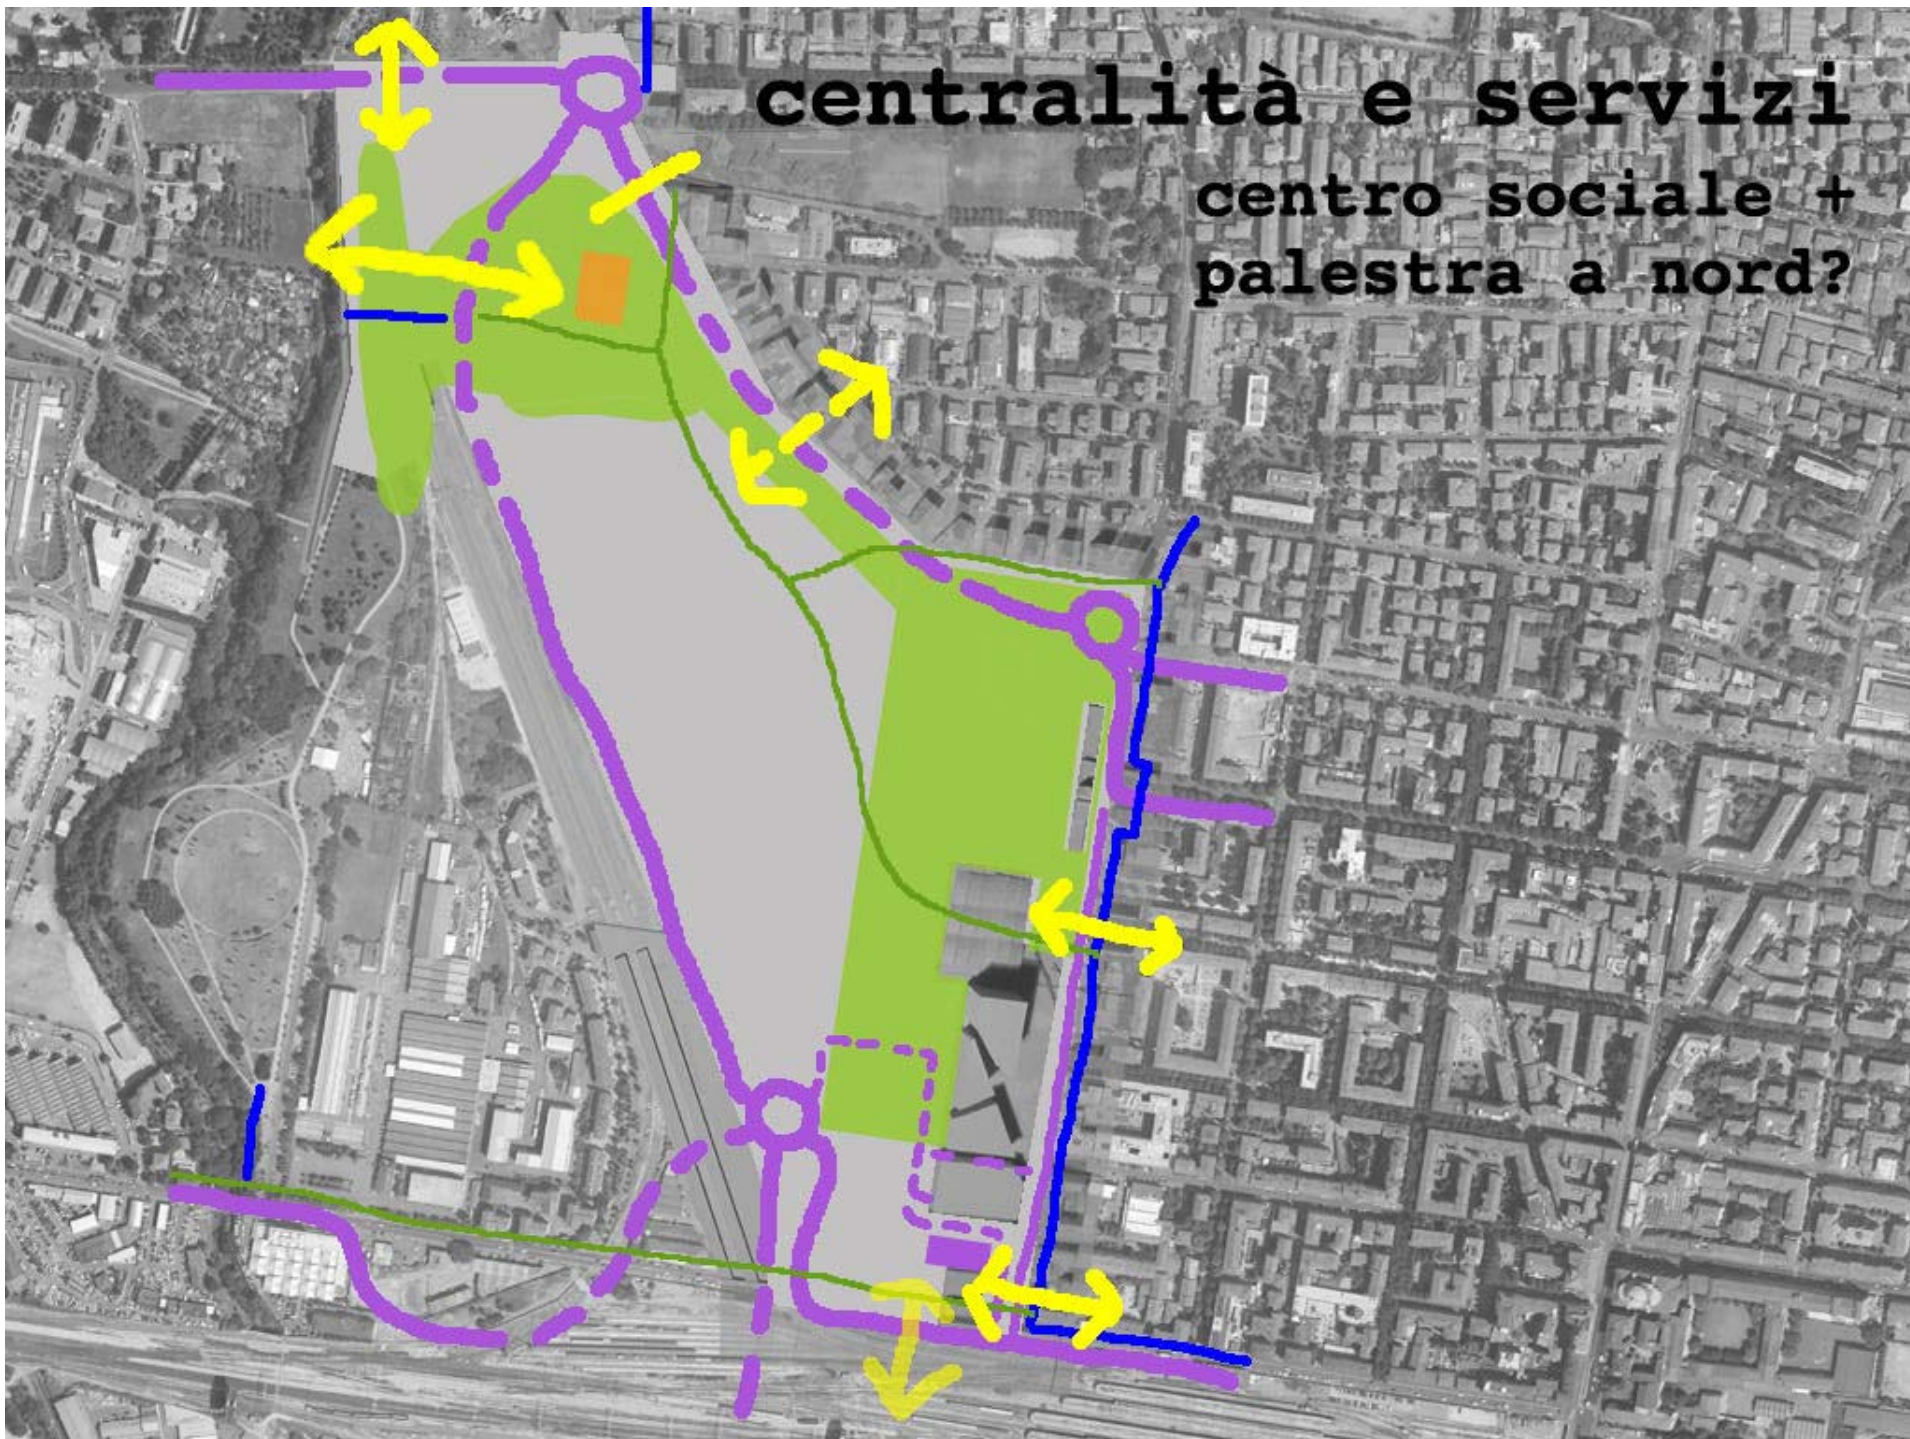 centralità e servizi
centro sociale +
palestra a nord?